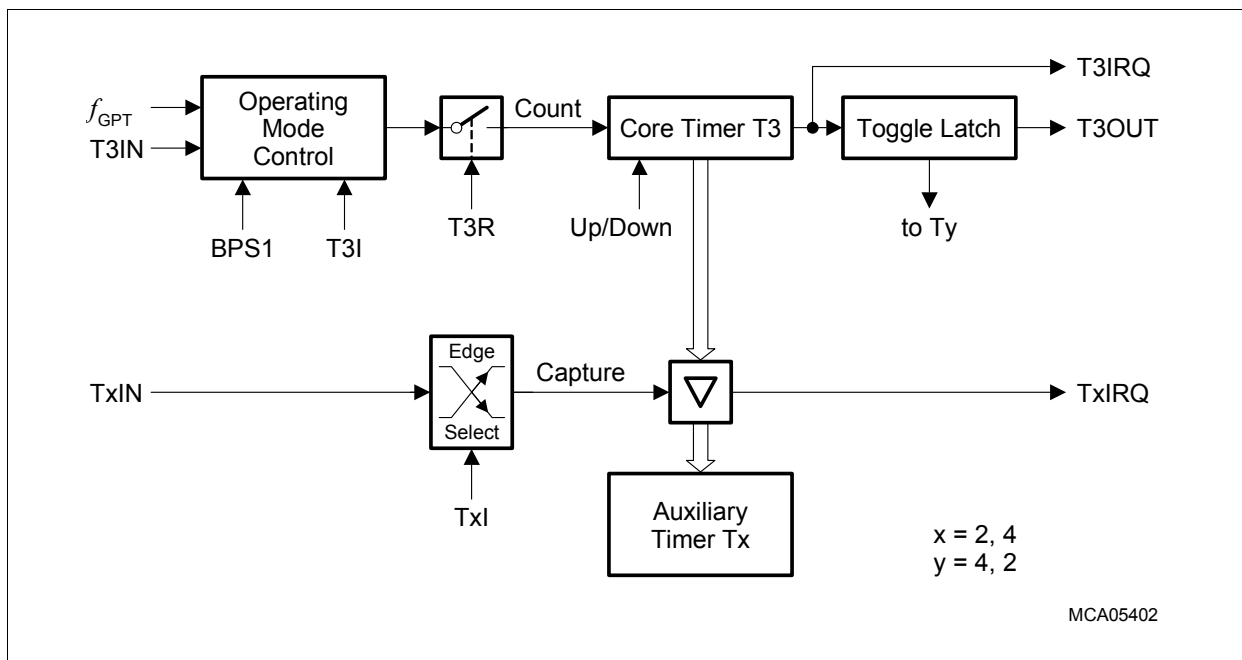 T3IRQ
fGPT
T3IN
Operating
Mode
Control
Count
Core Timer T3
Toggle Latch
T3OUT
BPS1
T3I
T3R
Up/Down
to Ty
TxIN
Edge
Select
Capture
TxIRQ
TxI
Auxiliary
Timer Tx
x = 2, 4
y = 4, 2
MCA05402